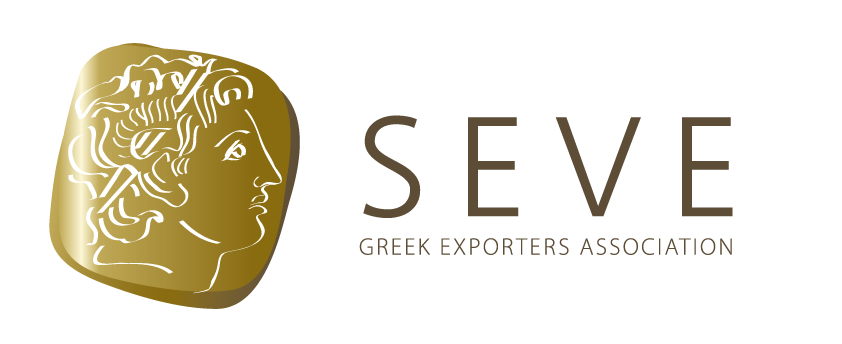 SEVE
GREEK EXPORTERS ASSOCIATION